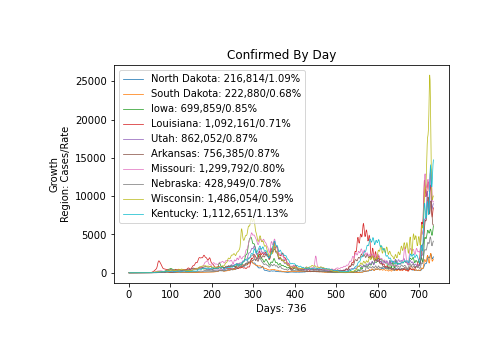 Confirmed By Day
North Dakota: 216,814/1.09%
South Dakota: 222,880/0.68%
Iowa: 699,859/0.85%
Louisiana: 1,092,161/0.71%
Utah: 862,052/0.87%
Arkansas: 756,385/0.87%
Missouri: 1,299,792/0.80%
Nebraska: 428,949/0.78%
Wisconsin: 1,486,054/0.59%
Kentucky: 1,112,651/1.13%
Growth
Region: Cases/Rate
25000
20000
15000
10000
5000
0
0 100 200 300 400 500 600 700
Days: 736